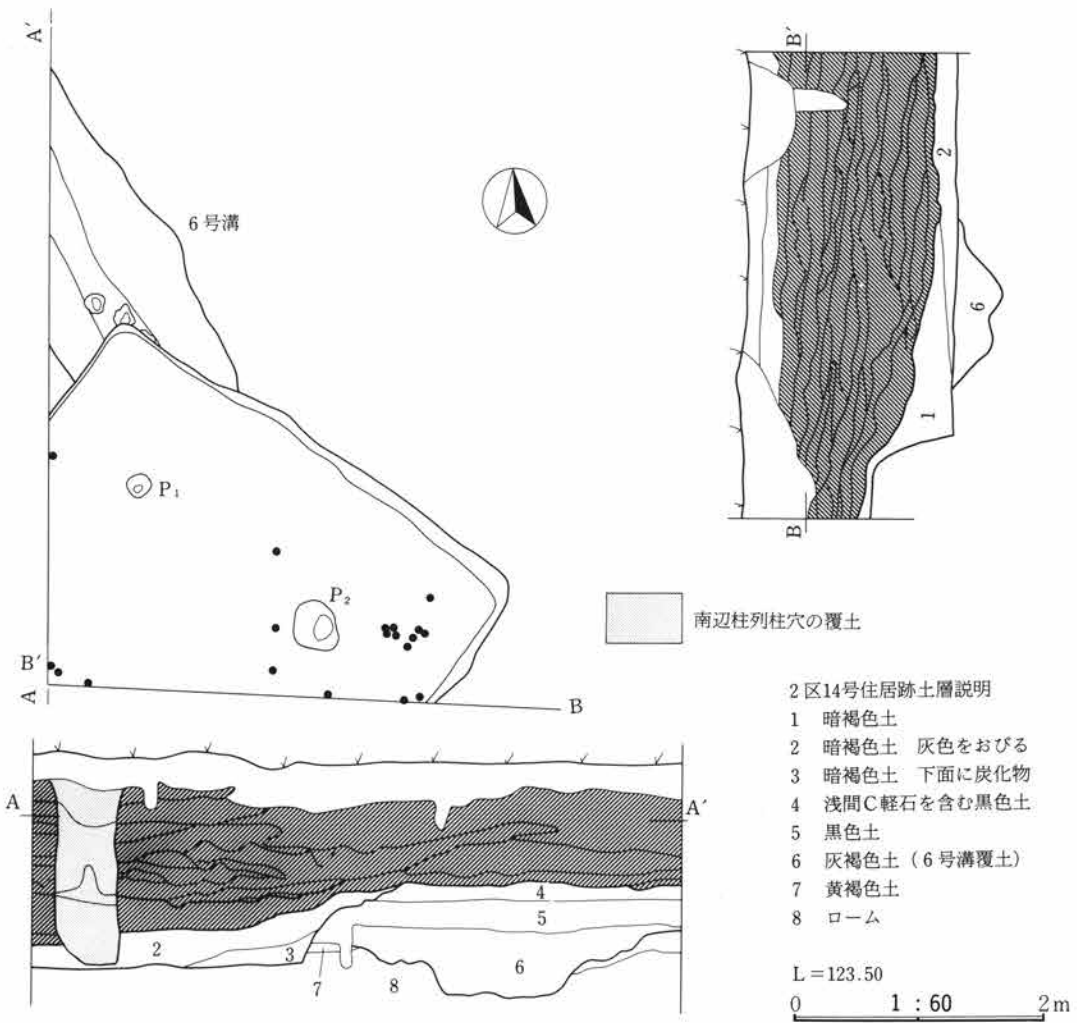 A′
6号溝
P₁
P₂
B′
A
B
B′
2
6
1
B
南辺柱列柱穴の覆土
A
A′
4
5
2
3
6
7
8
2区14号住居跡土層説明
1 暗褐色土
2 暗褐色土 灰色をおびる
3 暗褐色土 下面に炭化物
4 浅間C軽石を含む黒色土
5 黒色土
6 灰褐色土(6号溝覆土)
7 黄褐色土
8 ローム
L=123.50
0 1:60 2m